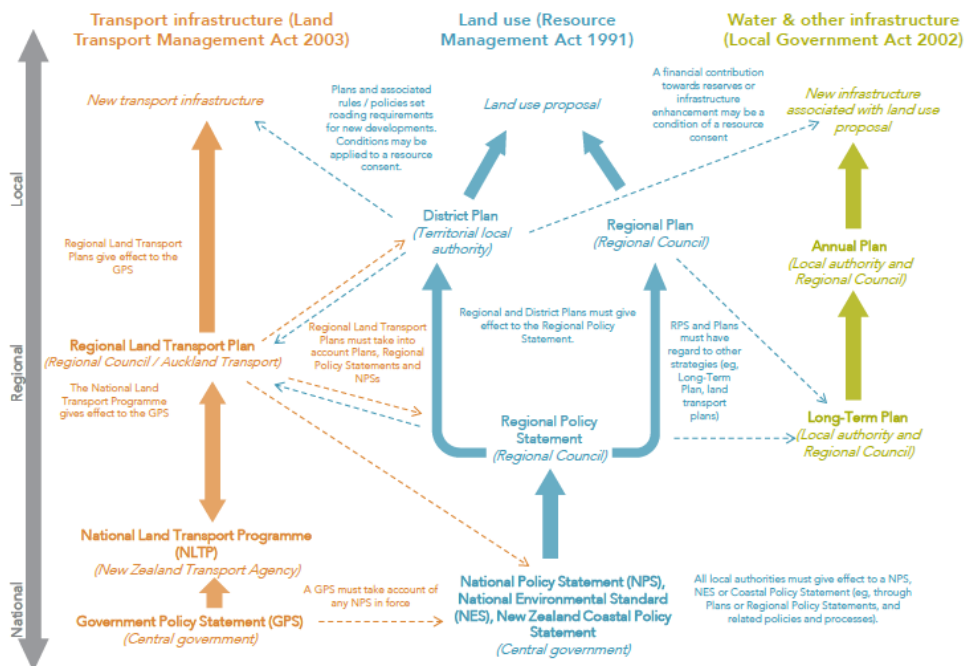 Transport infrastructure (Land
Transport Management Act 2003)
Land use (Resource
Management Act 1991)
Water & other infrastructure
(Local Government Act 2002)
Local
Regional
National
New transport infrastructure
Plans and associated
rules / policies set
roading requirements
for new developments.
Conditions may be
applied to a resource
consent.
Land use proposal
A financial contribution
towards reserves or
infrastructure
enhancement may be a
condition of a resource
consent
New infrastructure
associated with land use
proposal
District Plan
(Territorial local
authority)
Regional Plan
(Regional Council)
Annual Plan
(Local authority and
Regional Council)
Regional Land Transport
Plans give effect to the
GPS
Regional and District Plans must give
effect to the Regional Policy
Statement.
Regional Land Transport
Plans must take into
account Plans, Regional
Policy Statements and
NPSs
RPS and Plans
must have
regard to other
strategies (eg,
Long-Term
Plan, land
transport
plans)
Regional Land Transport Plan
(Regional Council / Auckland Transport)
The National Land
Transport Programme
gives effect to the GPS
Regional Policy
Statement
(Regional Council)
Long-Term Plan
(Local authority and
Regional Council)
National Land Transport Programme
(NLTP)
(New Zealand Transport Agency)
A GPS must take account of
any NPS in force
Government Policy Statement (GPS)
(Central government)
National Policy Statement (NPS),
National Environmental Standard
(NES), New Zealand Coastal Policy
Statement
(Central government)
All local authorities must give effect to a NPS,
NES or Coastal Policy Statement (eg, through
Plans or Regional Policy Statements, and
related policies and processes).